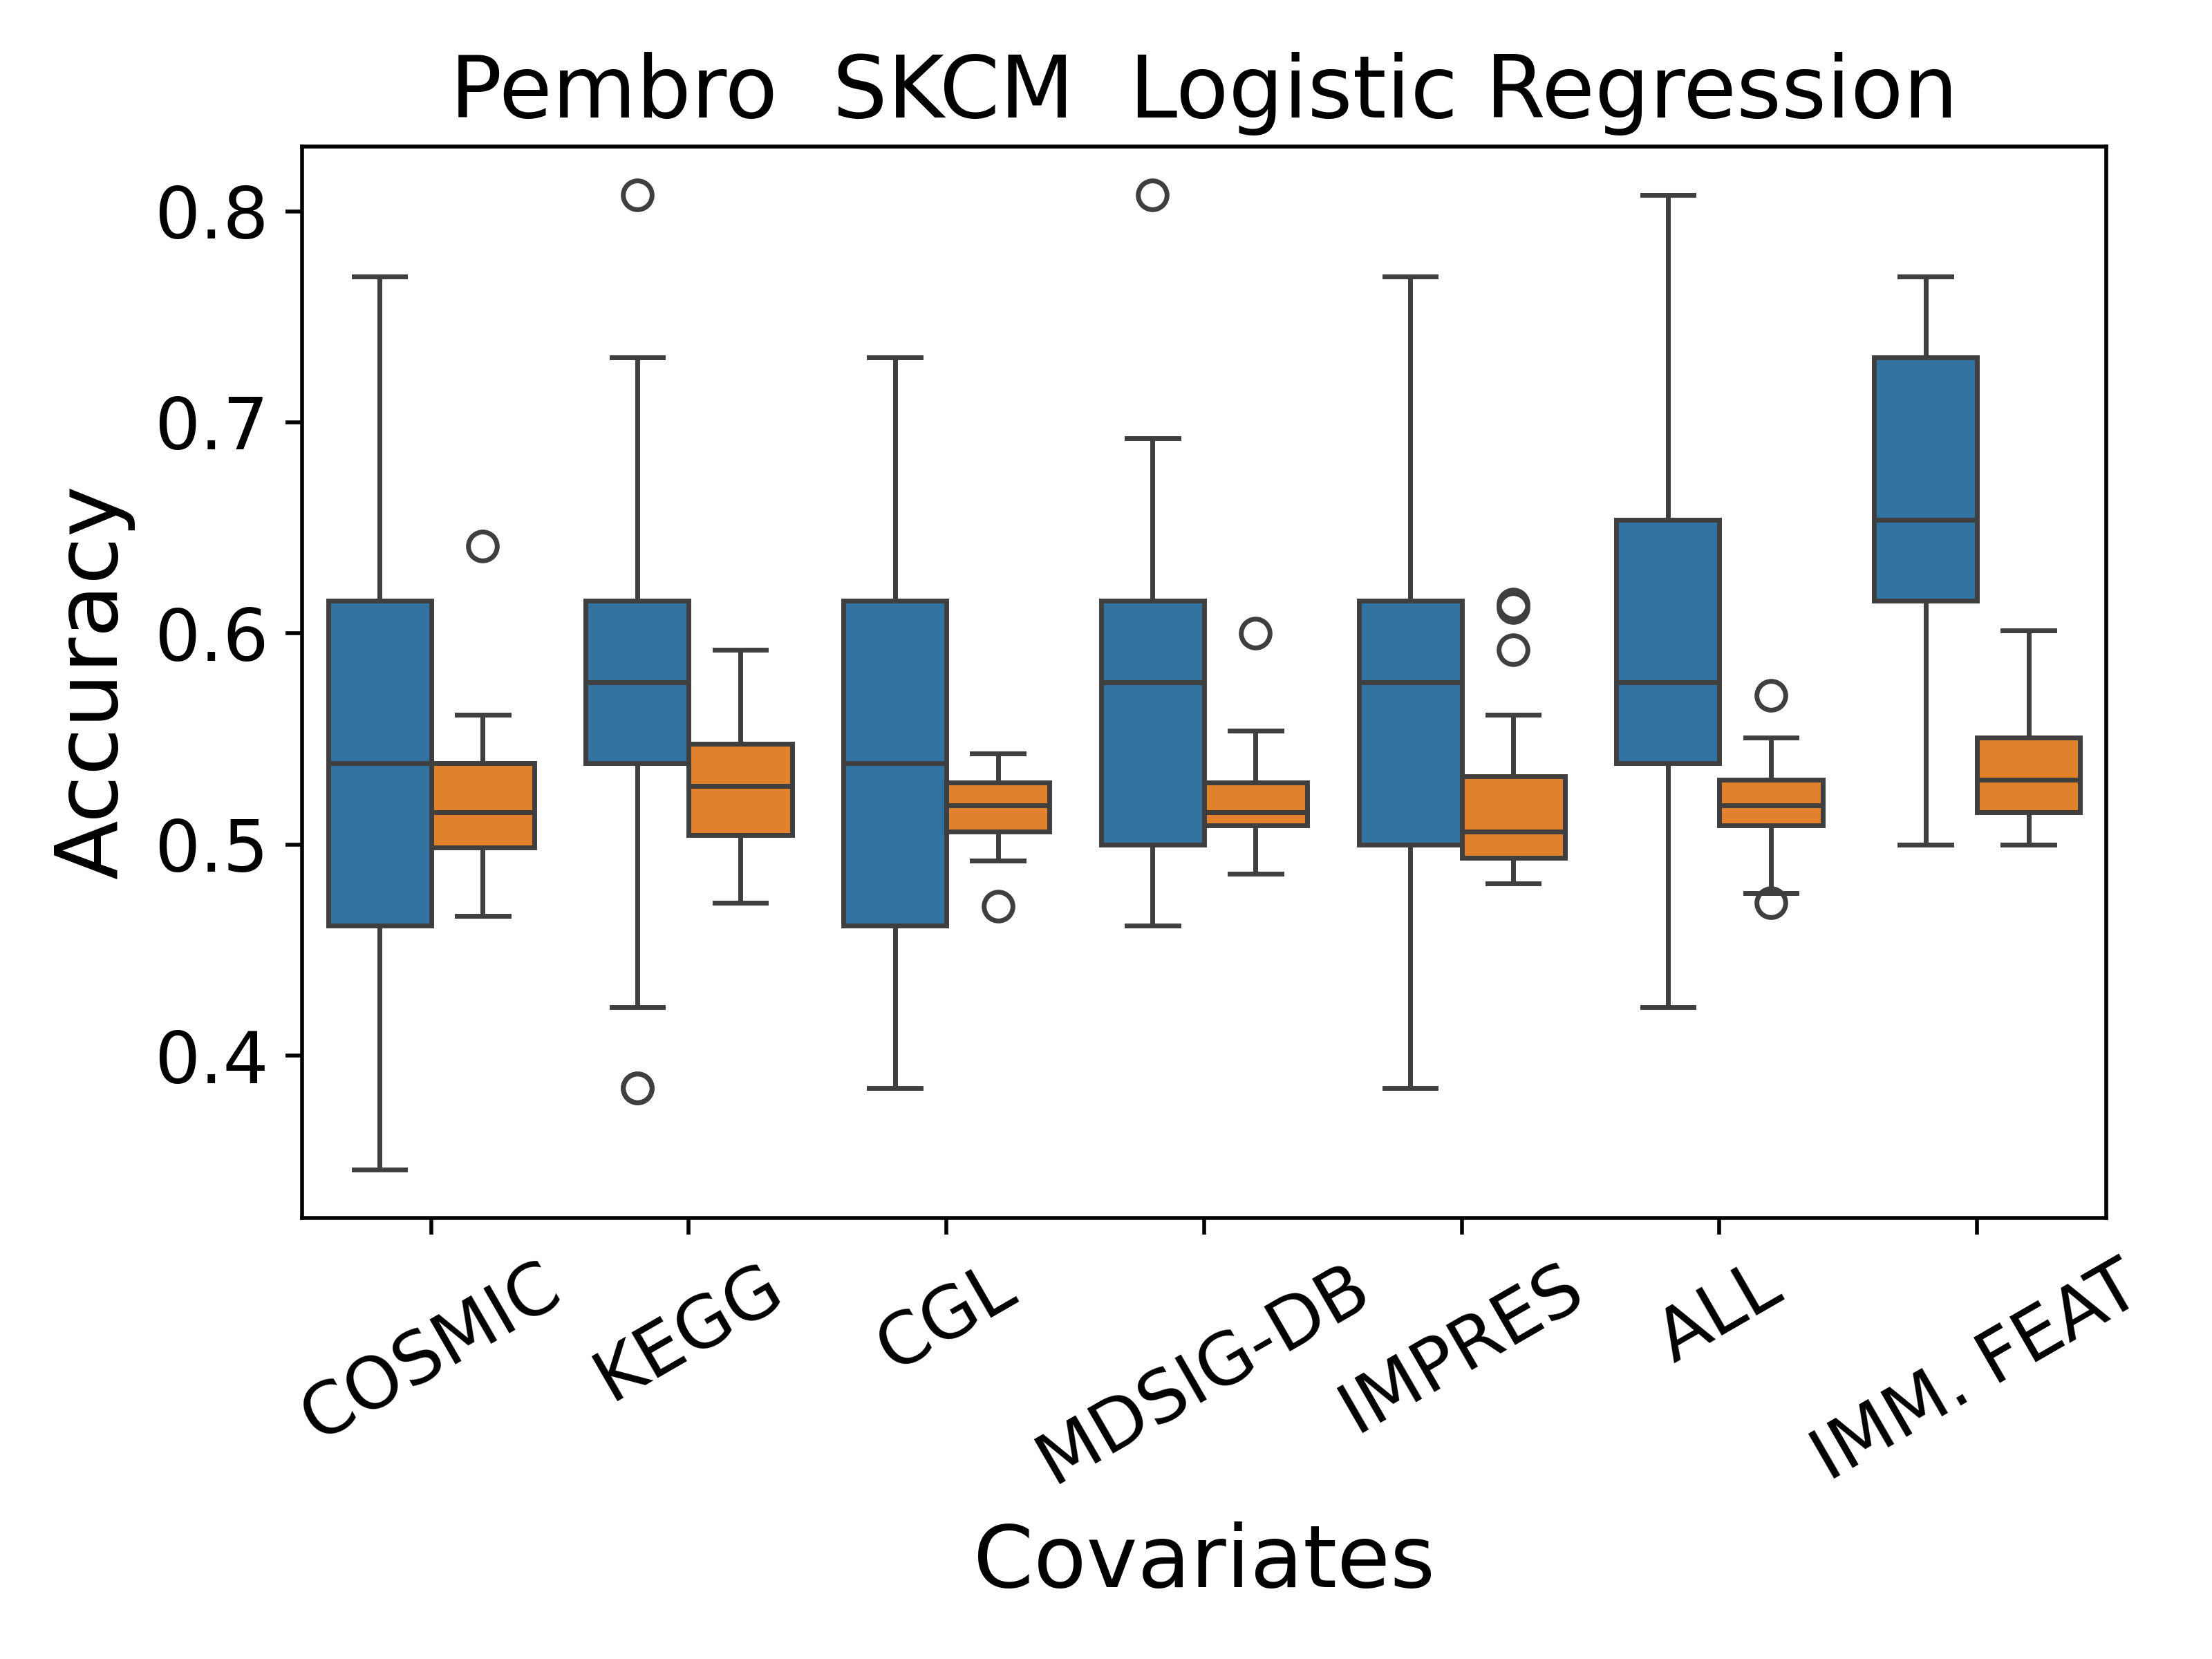 Pembro SKCM Logistic Regression
Accuracy
0.8
0.7
0.6
0.5
0.4
COSMIC
KEGG
CGL
MDSIG-DB
IMPRES
ALL
IMM. FEAT
Covariates